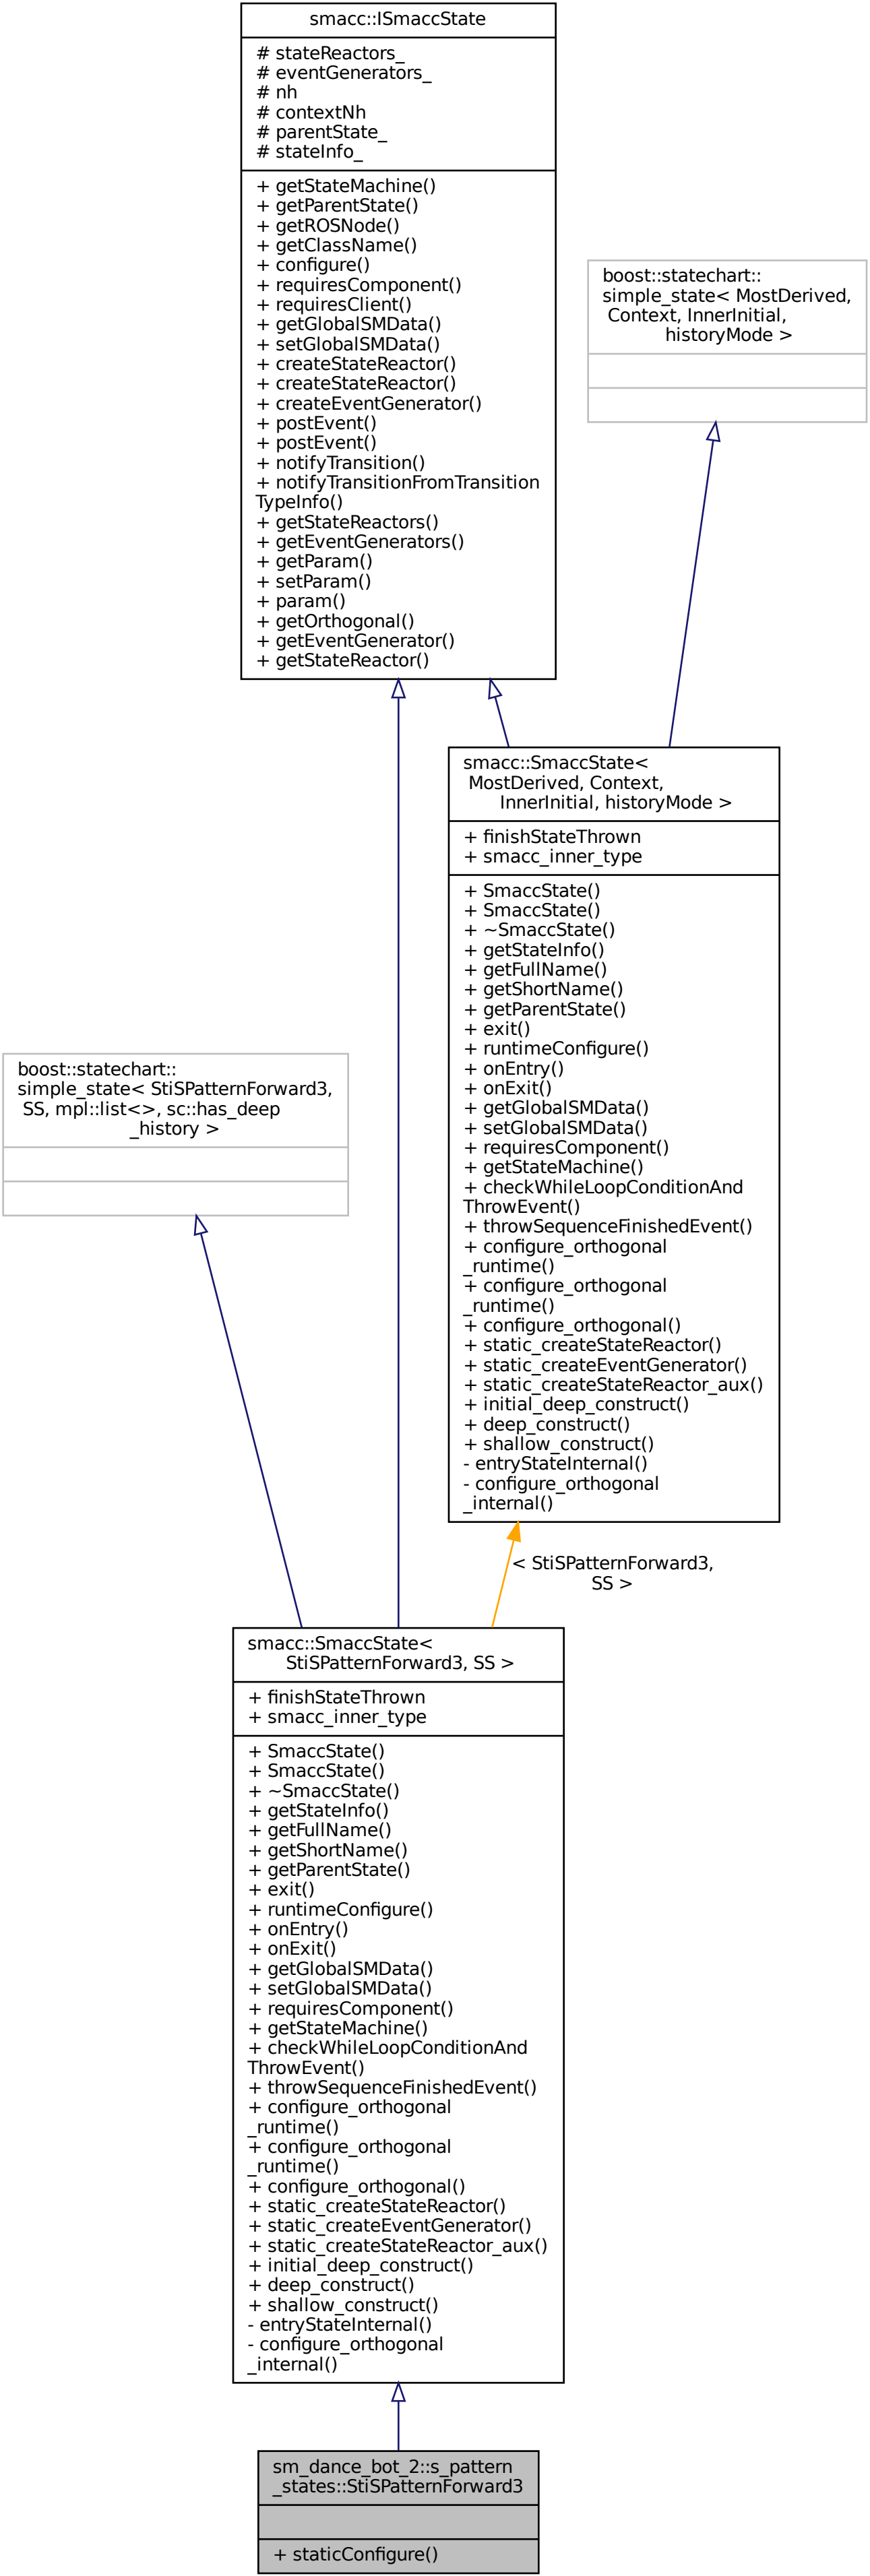 smacc::ISmaccState
# stateReactors_
# eventGenerators_
# nh
# contextNh
# parentState_
# stateInfo_
+ getStateMachine()
+ getParentState()
+ getROSNode()
+ getClassName()
+ configure()
+ requiresComponent()
+ requiresClient()
+ getGlobalSMData()
+ setGlobalSMData()
+ createStateReactor()
+ createStateReactor()
+ createEventGenerator()
+ postEvent()
+ postEvent()
+ notifyTransition()
+ notifyTransitionFromTransition
TypeInfo()
+ getStateReactors()
+ getEventGenerators()
+ getParam()
+ setParam()
+ param()
+ getOrthogonal()
+ getEventGenerator()
+ getStateReactor()
boost::statechart::
simple_state< MostDerived,
Context, InnerInitial,
historyMode >
smacc::SmaccState<
MostDerived, Context,
InnerInitial, historyMode >
+ finishStateThrown
+ smacc_inner_type
+ SmaccState()
+ SmaccState()
+ ~SmaccState()
+ getStateInfo()
+ getFullName()
+ getShortName()
+ getParentState()
+ exit()
+ runtimeConfigure()
+ onEntry()
+ onExit()
+ getGlobalSMData()
+ setGlobalSMData()
+ requiresComponent()
+ getStateMachine()
+ checkWhileLoopConditionAnd
ThrowEvent()
+ throwSequenceFinishedEvent()
+ configure_orthogonal
_runtime()
+ configure_orthogonal
_runtime()
+ configure_orthogonal()
+ static_createStateReactor()
+ static_createEventGenerator()
+ static_createStateReactor_aux()
+ initial_deep_construct()
+ deep_construct()
+ shallow_construct()
- entryStateInternal()
- configure_orthogonal
_internal()
boost::statechart::
simple_state< StiSPatternForward3,
SS, mpl::list<>, sc::has_deep
_history >
< StiSPatternForward3,
SS >
smacc::SmaccState<
StiSPatternForward3, SS >
+ finishStateThrown
+ smacc_inner_type
+ SmaccState()
+ SmaccState()
+ ~SmaccState()
+ getStateInfo()
+ getFullName()
+ getShortName()
+ getParentState()
+ exit()
+ runtimeConfigure()
+ onEntry()
+ onExit()
+ getGlobalSMData()
+ setGlobalSMData()
+ requiresComponent()
+ getStateMachine()
+ checkWhileLoopConditionAnd
ThrowEvent()
+ throwSequenceFinishedEvent()
+ configure_orthogonal
_runtime()
+ configure_orthogonal
_runtime()
+ configure_orthogonal()
+ static_createStateReactor()
+ static_createEventGenerator()
+ static_createStateReactor_aux()
+ initial_deep_construct()
+ deep_construct()
+ shallow_construct()
- entryStateInternal()
- configure_orthogonal
_internal()
sm_dance_bot_2::s_pattern
_states::StiSPatternForward3
+ staticConfigure()